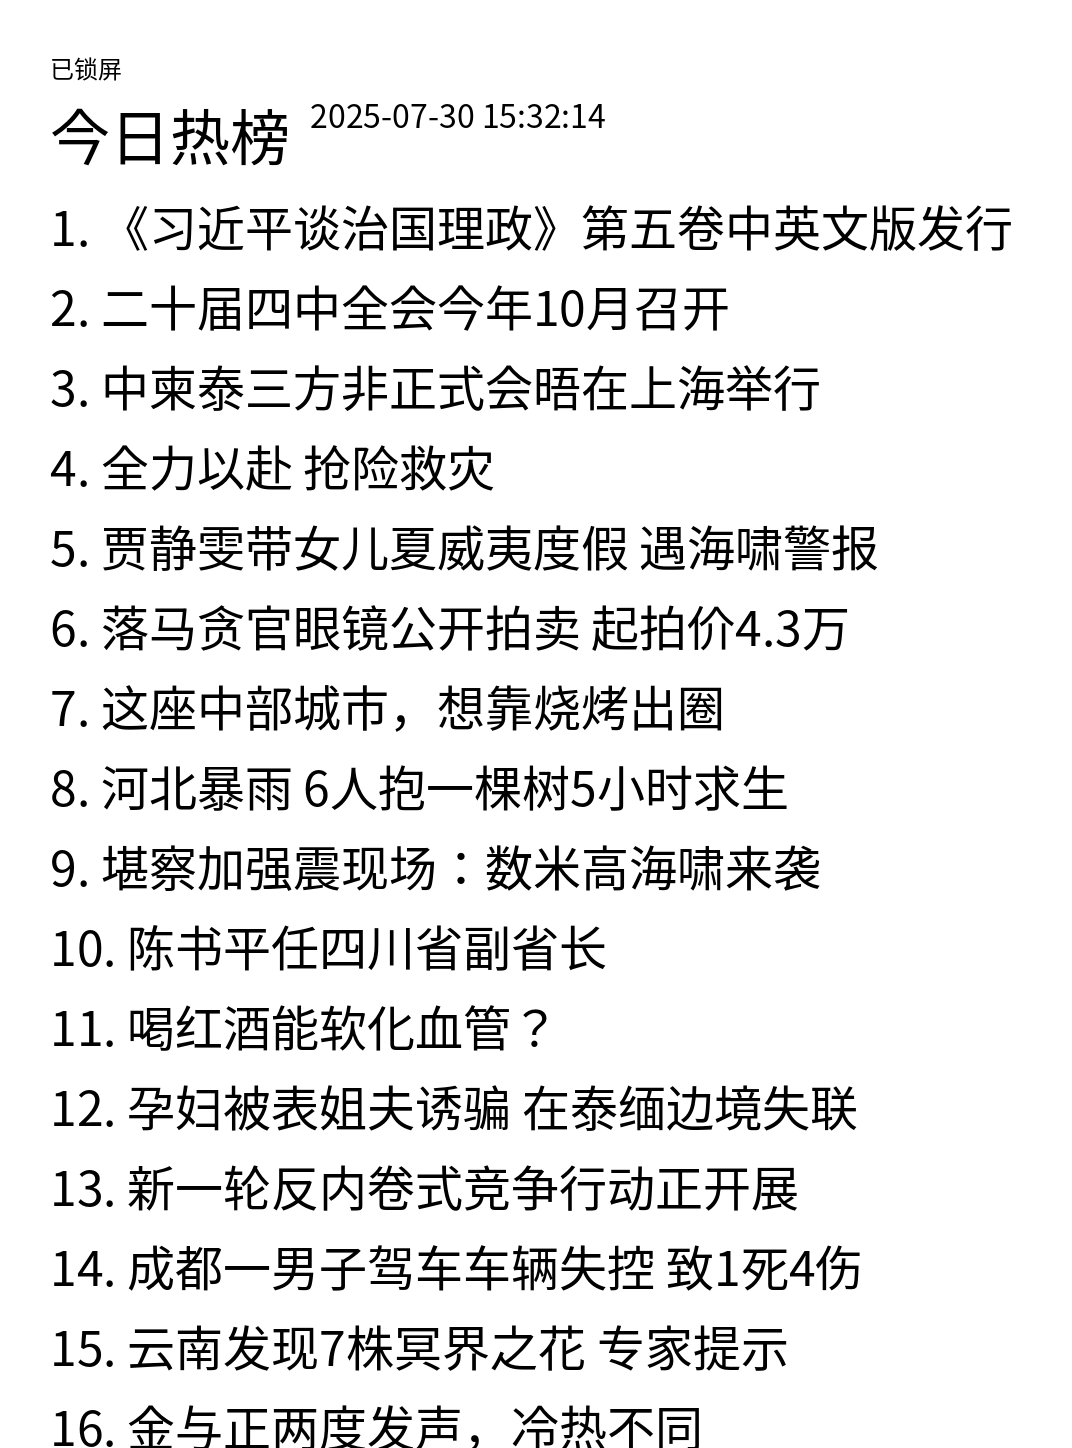 已锁屏
今日热榜 2025-07-30 15:32:14
1. 《习近平谈治国理政》第五卷中英文版发行
2. 二十届四中全会今年10月召开
3. 中柬泰三方非正式会晤在上海举行
4. 全力以赴 抢险救灾
5. 贾静雯带女儿夏威夷度假 遇海啸警报
6. 落马贪官眼镜公开拍卖 起拍价4.3万
7. 这座中部城市，想靠烧烤出圈
8. 河北暴雨 6人抱一棵树5小时求生
9. 堪察加强震现场：数米高海啸来袭
10. 陈书平任四川省副省长
11. 喝红酒能软化血管？
12. 孕妇被表姐夫诱骗 在泰缅边境失联
13. 新一轮反内卷式竞争行动正开展
14. 成都一男子驾车车辆失控 致1死4伤
15. 云南发现7株冥界之花 专家提示
16. 金与正两度发声，冷热不同